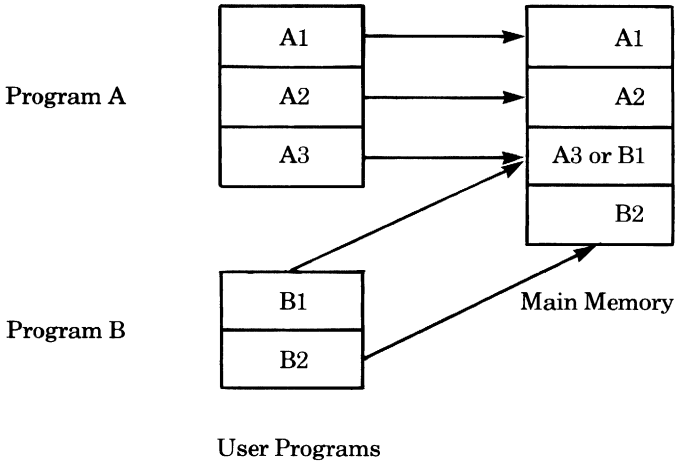 A1
A1
Program A
A2
A2
A3
A3 or B1
B2
B1
Main Memory
Program B
B2
User Programs